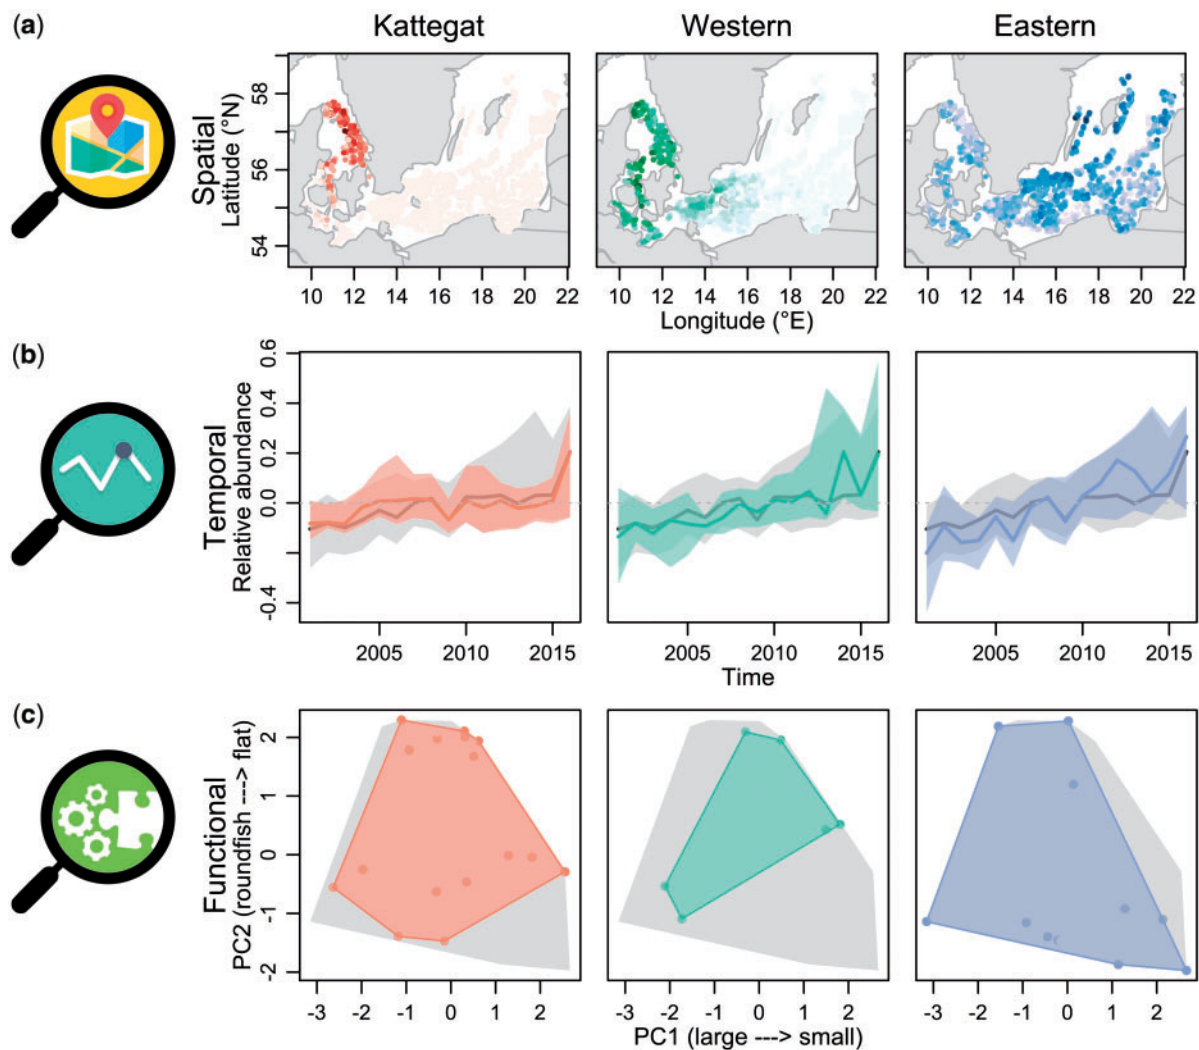 (a)
Kattegat
Western
Eastern
Spatial
Latitude (°N)
58
56
54
10 12 14 16 18 20 22
10 12 14 16 18 20 22
10 12 14 16 18 20 22
Longitude (°E)
(b)
Temporal
Relative abundance
0.6
0.2
0.0
-0.4
2005 2010 2015
2005 2010 2015
2005 2010 2015
Time
(c)
Functional
PC2 (roundfish ---> flat)
2
1
0
-1
-2
-3 -2 -1 0 1 2
-3 -2 -1 0 1 2
-3 -2 -1 0 1 2
PC1 (large ---> small)